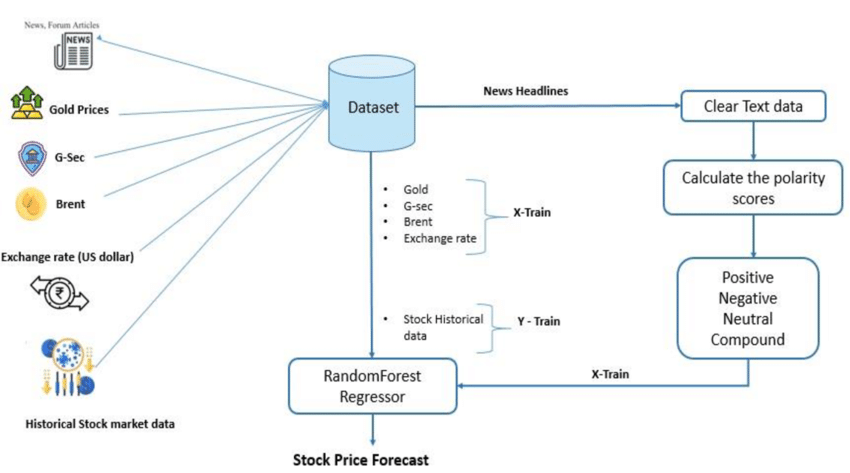 News, Forum Articles
NEWS
Gold Prices
G-Sec
Brent
Exchange rate (US dollar)
₹
Historical Stock market data
Dataset
News Headlines
Clear Text data
Calculate the polarity
scores
Positive
Negative
Neutral
Compound
• Gold
• G-sec
• Brent
• Exchange rate
X-Train
• Stock Historical
data
Y - Train
X-Train
RandomForest
Regressor
Stock Price Forecast